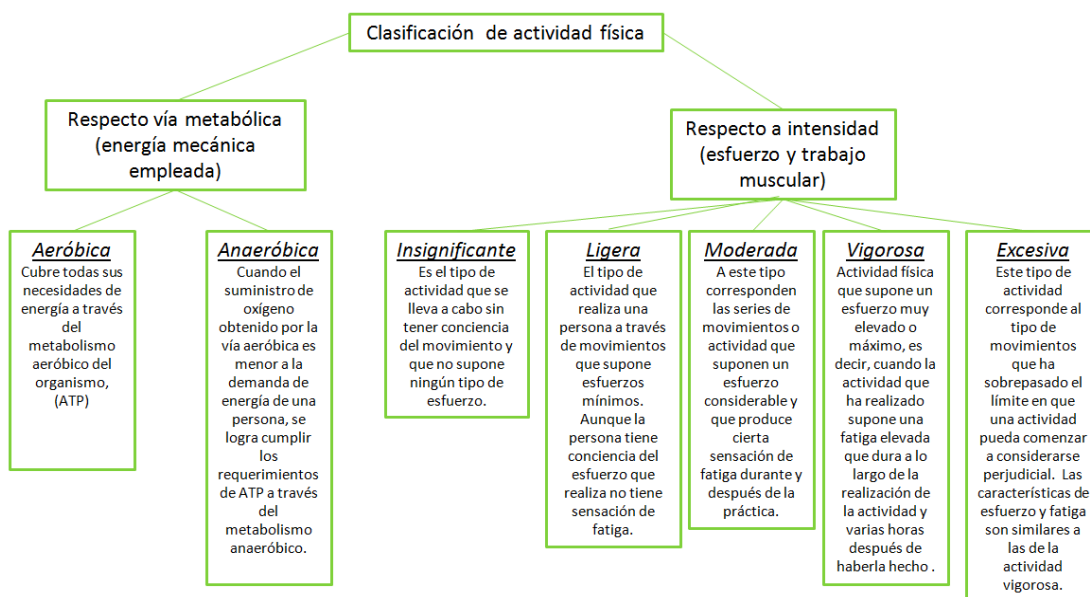 Clasificación de actividad física
Respecto vía metabólica
(energía mecánica
empleada)
Respecto a intensidad
(esfuerzo y trabajo
muscular)
Aeróbica
Cubre todas sus
necesidades de
energía a través
del
metabolismo
aeróbico del
organismo,
(ATP)
Anaeróbica
Cuando el
suministro de
oxígeno
obtenido por la
vía aeróbica es
menor a la
demanda de
energía de una
persona, se
logra cumplir
los
requerimientos
de ATP a través
del
metabolismo
anaeróbico.
Insignificante
Es el tipo de
actividad que se
lleva a cabo sin
tener conciencia
del movimiento y
que no supone
ningún tipo de
esfuerzo.
Ligera
El tipo de
actividad que
realiza una
persona a través
de movimientos
que supone
esfuerzos
mínimos.
Aunque la
persona tiene
conciencia del
esfuerzo que
realiza no tiene
sensación de
fatiga.
Moderada
A este tipo
corresponden
las series de
movimientos o
actividad que
suponen un
esfuerzo
considerable y
que produce
cierta
sensación de
fatiga durante y
después de la
práctica.
Vigorosa
Actividad física
que supone un
esfuerzo muy
elevado o
máximo, es
decir, cuando la
actividad que
ha realizado
supone una
fatiga elevada
que dura a lo
largo de la
realización de
la actividad y
varias horas
después de
haberla hecho .
Excesiva
Este tipo de
actividad
corresponde al
tipo de
movimientos
que ha
sobrepasado el
límite en que
una actividad
pueda comenzar
a considerarse
perjudicial. Las
características de
esfuerzo y fatiga
son similares a
las de la
actividad
vigorosa.